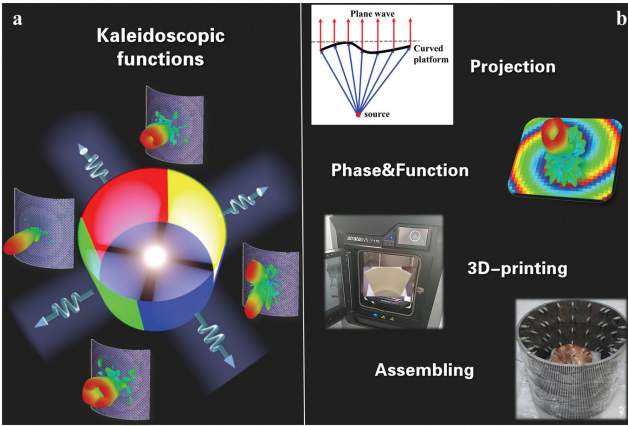 a
Kaleidoscopic
functions
b
Plane wave
Curved
platform
source
Projection
Phase&Function
3D-printing
Assembling